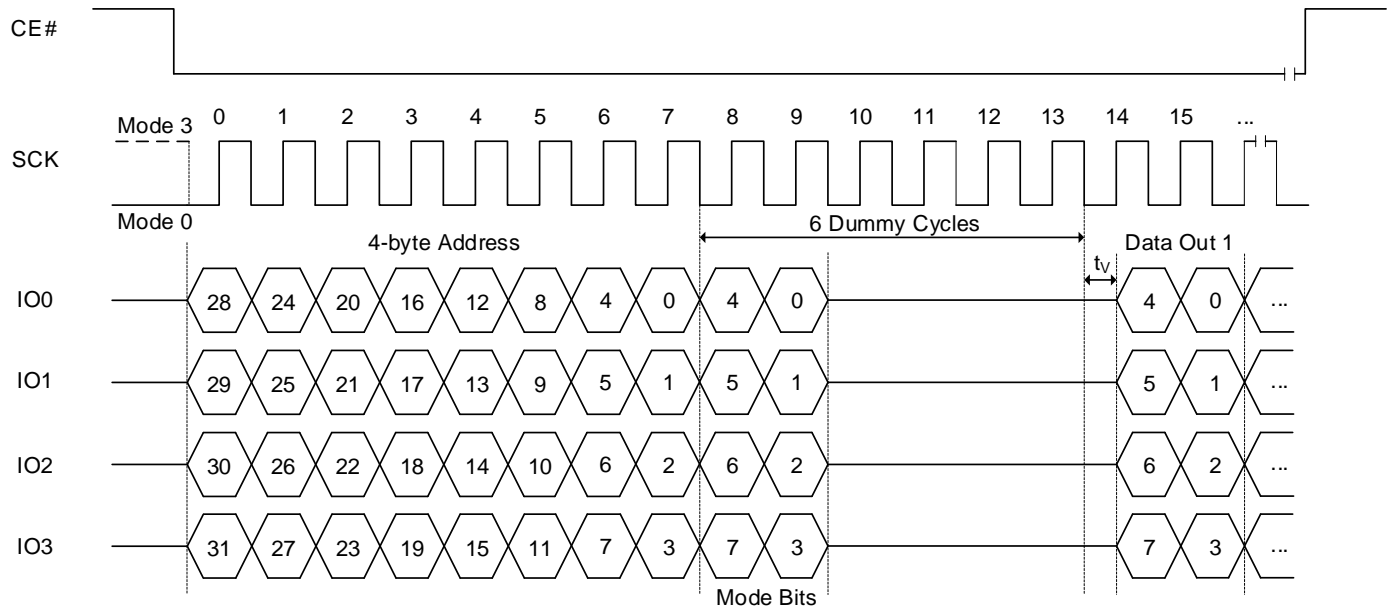 CE#
0 1 2 3 4 5 6 7 8 9 10 11 12 13 14 15 ...
Mode 3
SCK
Mode 0
6 Dummy Cycles
4-byte Address
Data Out 1
tV
IO0 28 24 20 16 12 8 4 0 4 0 4 0 ...
IO1 29 25 21 17 13 9 5 1 5 1 5 1 ...
IO2 30 26 22 18 14 10 6 2 6 2 6 2 ...
IO3 31 27 23 19 15 11 7 3 7 3 7 3 ...
Mode Bits